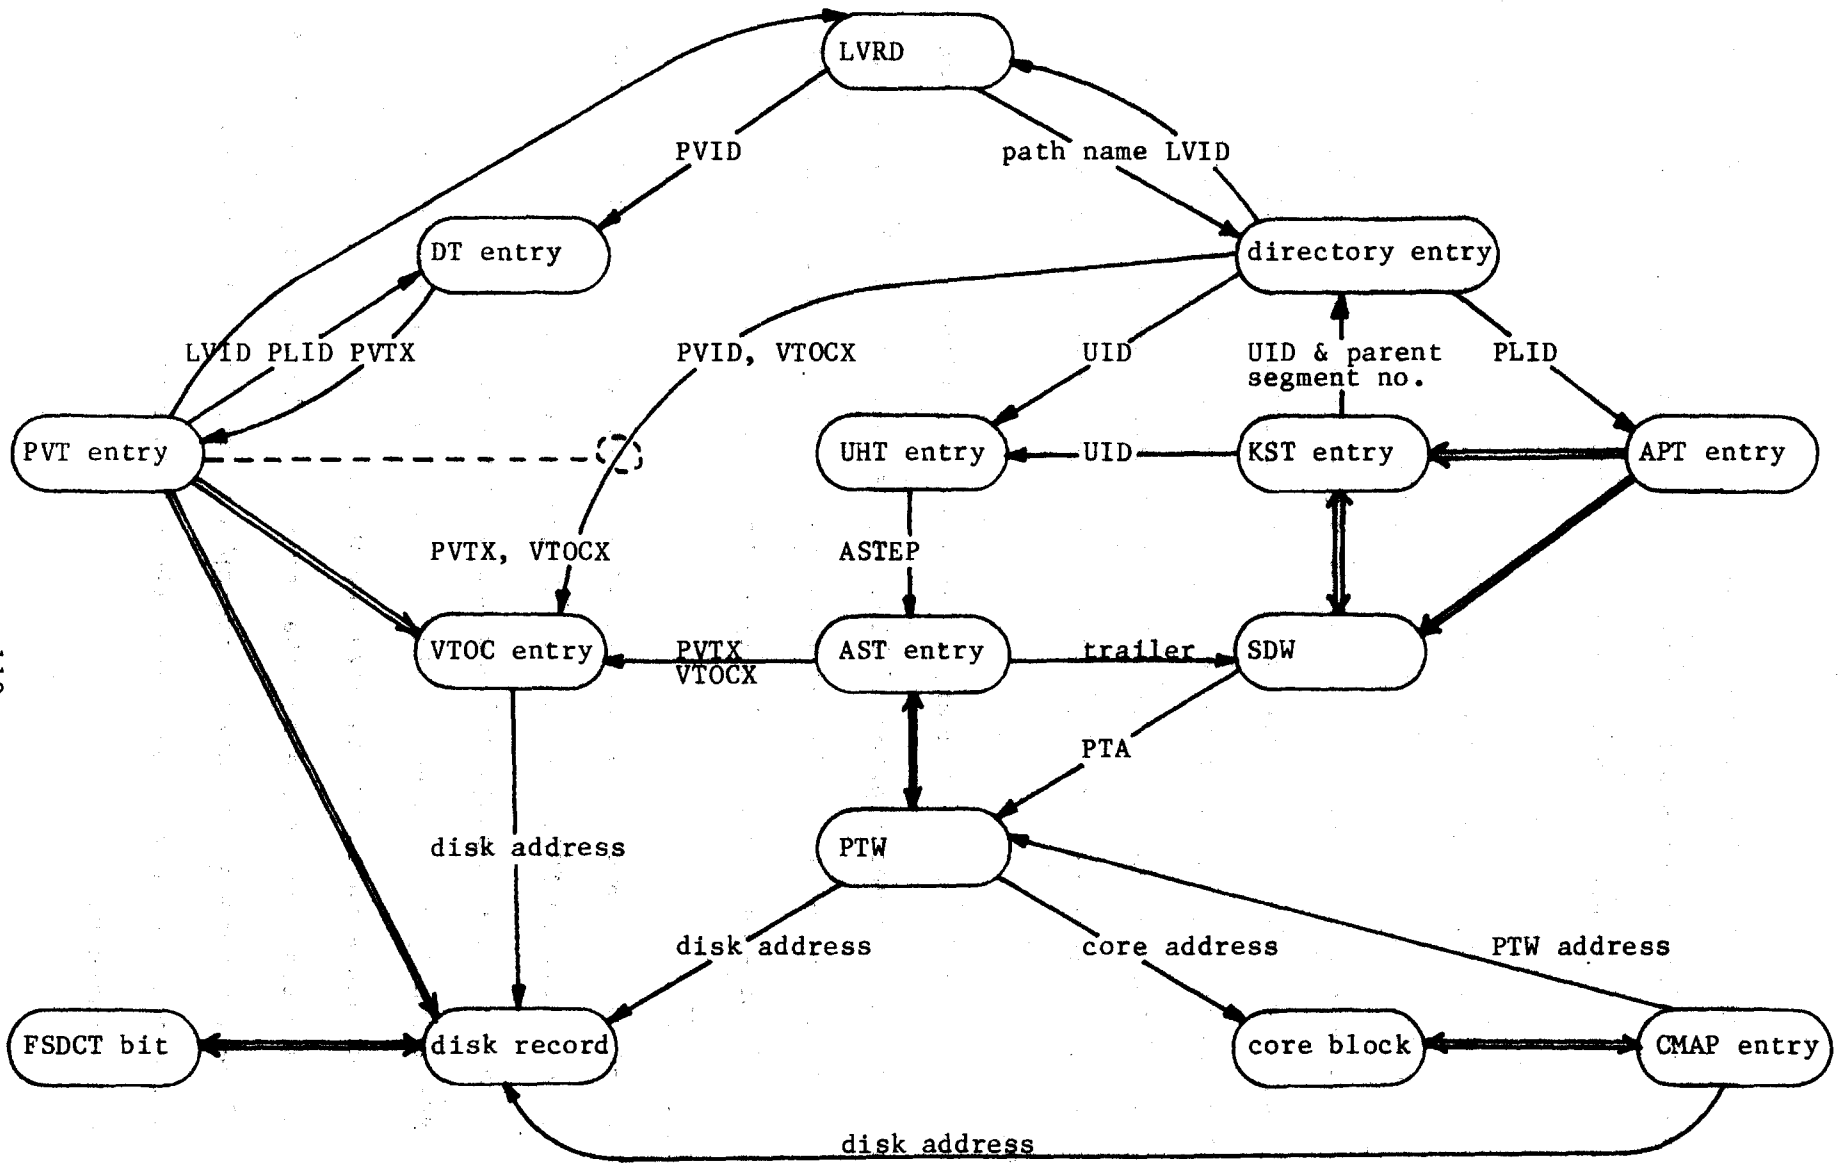 LVRD
PVID
path name LVID
DT entry
directory entry
LVID PLID PVTX
PVID, VTOCX
UID
UID & parent
segment no.
PLID
PVT entry
UHT entry
UID
KST entry
APT entry
PVTX, VTOCX
ASTEP
VTOC entry
PVTX
VTOCX
AST entry
trailer
SDW
PTA
disk address
PTW
disk address
core address
PTW address
FSDCT bit
disk record
core block
CMAP entry
disk address